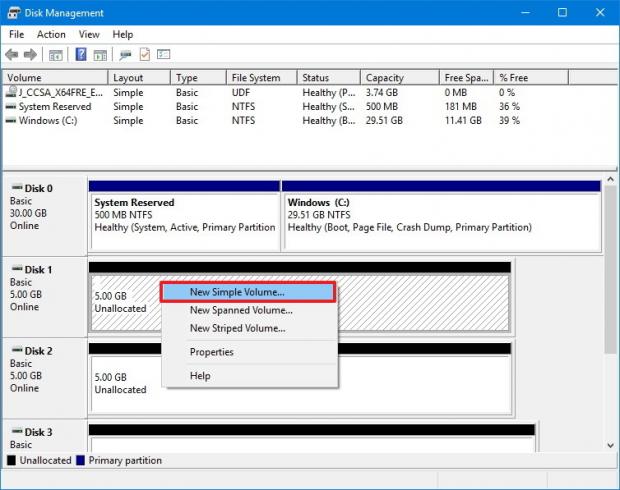 Disk Management
File Action View Help
Volume Layout Type File System Status Capacity Free Spa... % Free
J_CCSA_X64FRE_E... Simple Basic UDF Healthy (P... 3.74 GB 0 MB 0 %
System Reserved Simple Basic NTFS Healthy (S... 500 MB 181 MB 36 %
Windows (C:) Simple Basic NTFS Healthy (B... 29.51 GB 11.41 GB 39 %
Disk 0
Basic
30.00 GB
Online
System Reserved
500 MB NTFS
Healthy (System, Active, Primary Partition
Windows (C:)
29.51 GB NTFS
Healthy (Boot, Page File, Crash Dump, Primary Partition)
Disk 1
Basic
5.00 GB
Online
5.00 GB
Unallocated
New Simple Volume...
New Spanned Volume...
New Striped Volume...
Properties
Help
Disk 2
Basic
5.00 GB
Online
5.00 GB
Unallocated
Disk 3
Basic
Unallocated Primary partition